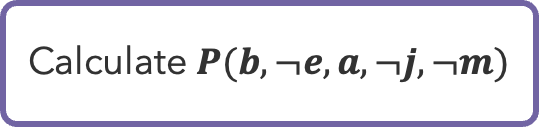 Calculate P(b, ¬e, a, ¬j, ¬m)